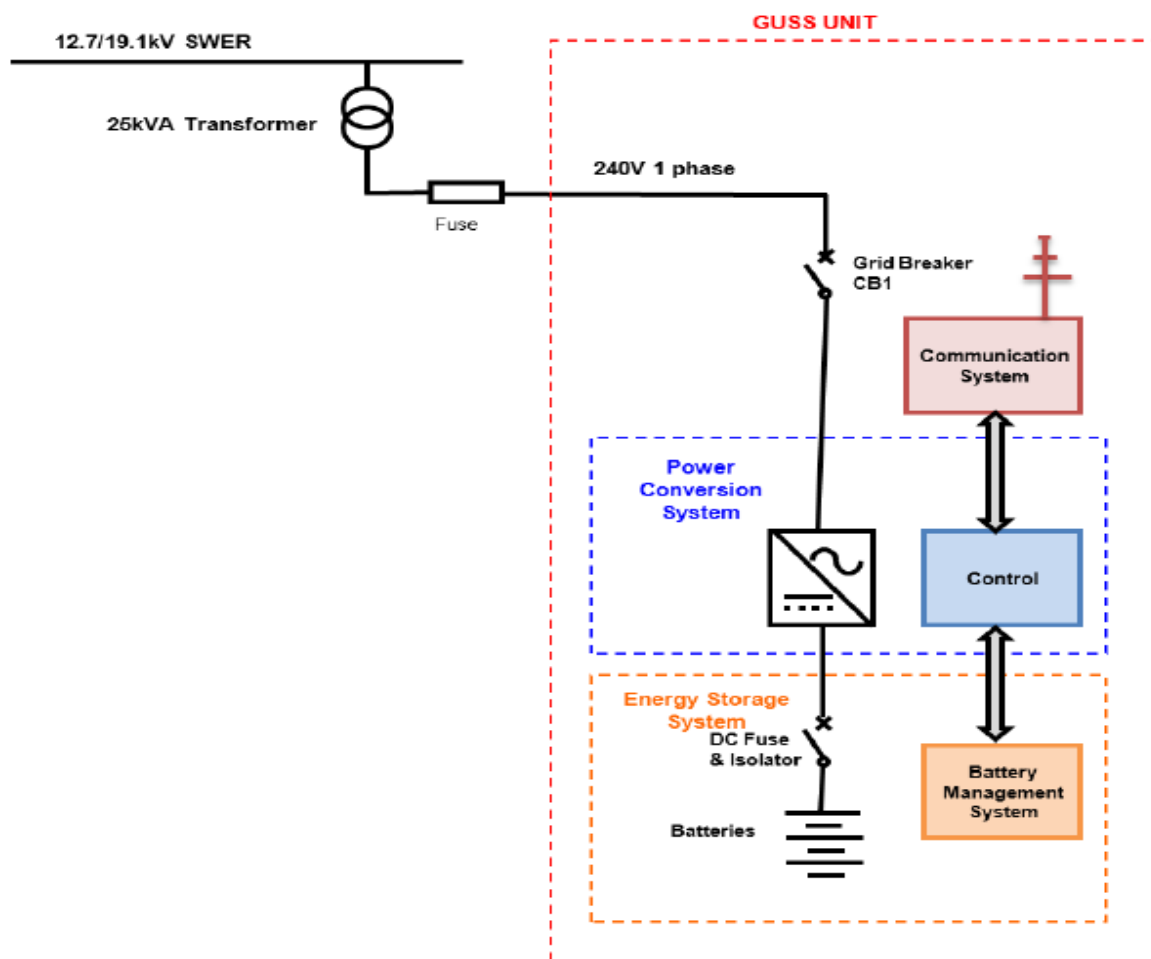 GUSS UNIT
12.7/19.1kV SWER
25kVA Transformer
240V 1 phase
Fuse
Grid Breaker
CB1
Communication
System
Power
Conversion
System
Control
Energy Storage
System
DC Fuse
& Isolator
Battery
Management
System
Batteries